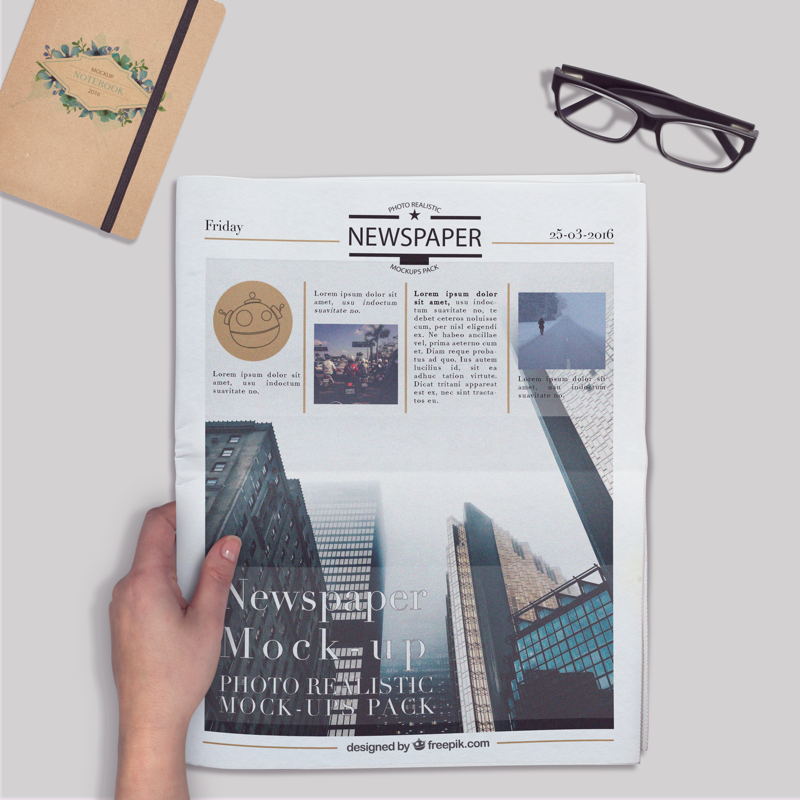 MOCKUP
NOTEBOOK
2016
PHOTO REALISTIC
Friday
NEWSPAPER
25-03-2016
MOCKUPS PACK
Lorem ipsum dolor sit
amet, usu indoctum
suavitate no.
Lorem ipsum dolor sit
amet, usu indoctum
suavitate no.
Lorem ipsum dolor
sit amet, usu indoc-
tum suavitate no, te
debet ceteros noluisse
cum, per nisl eligendi
ex. Ne habeo ancillae
vel, prima aeterno cum
et. Diam reque proba-
tus ad quo. Ius autem
lucilius id, sit ea
adhuc tation virtute.
Dicat tritani appareat
est ex, nec sint tracta-
tos eu.
Lorem ipsum dolor sit
amet, usu indoctum
suavitate no.
Newspaper
Mock-up
PHOTO REALISTIC
MOCK-UPS PACK
designed by freepik.com